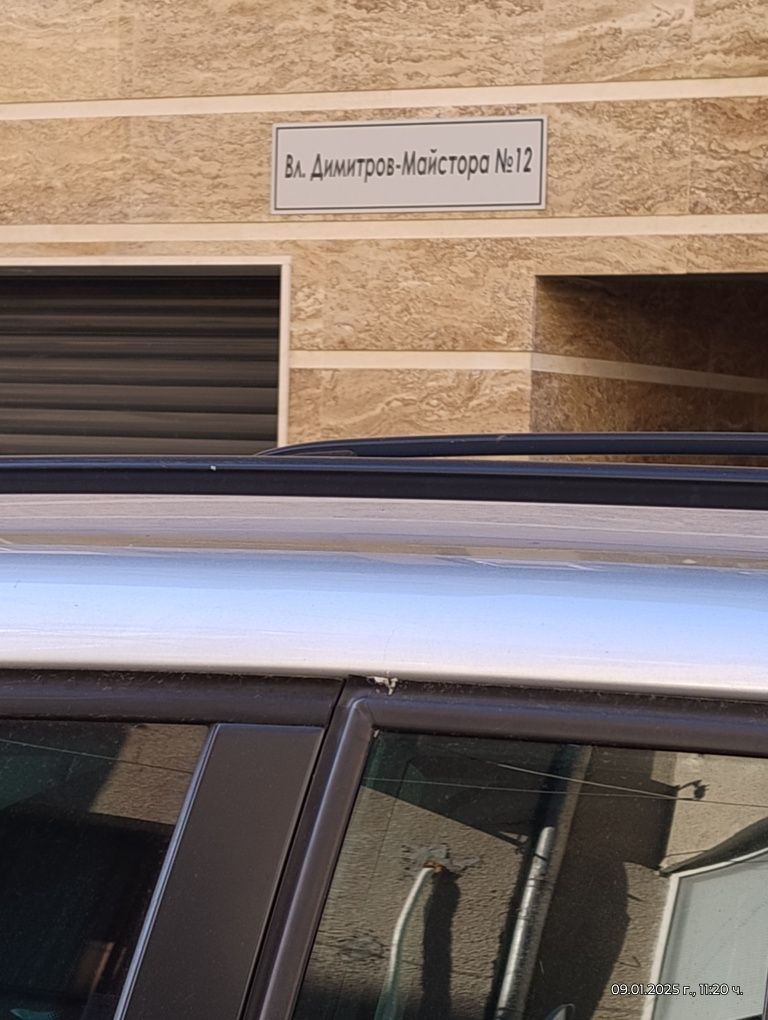 Вл. Димитров-Майстора №12
09.01.2025 г., 11:20 ч.